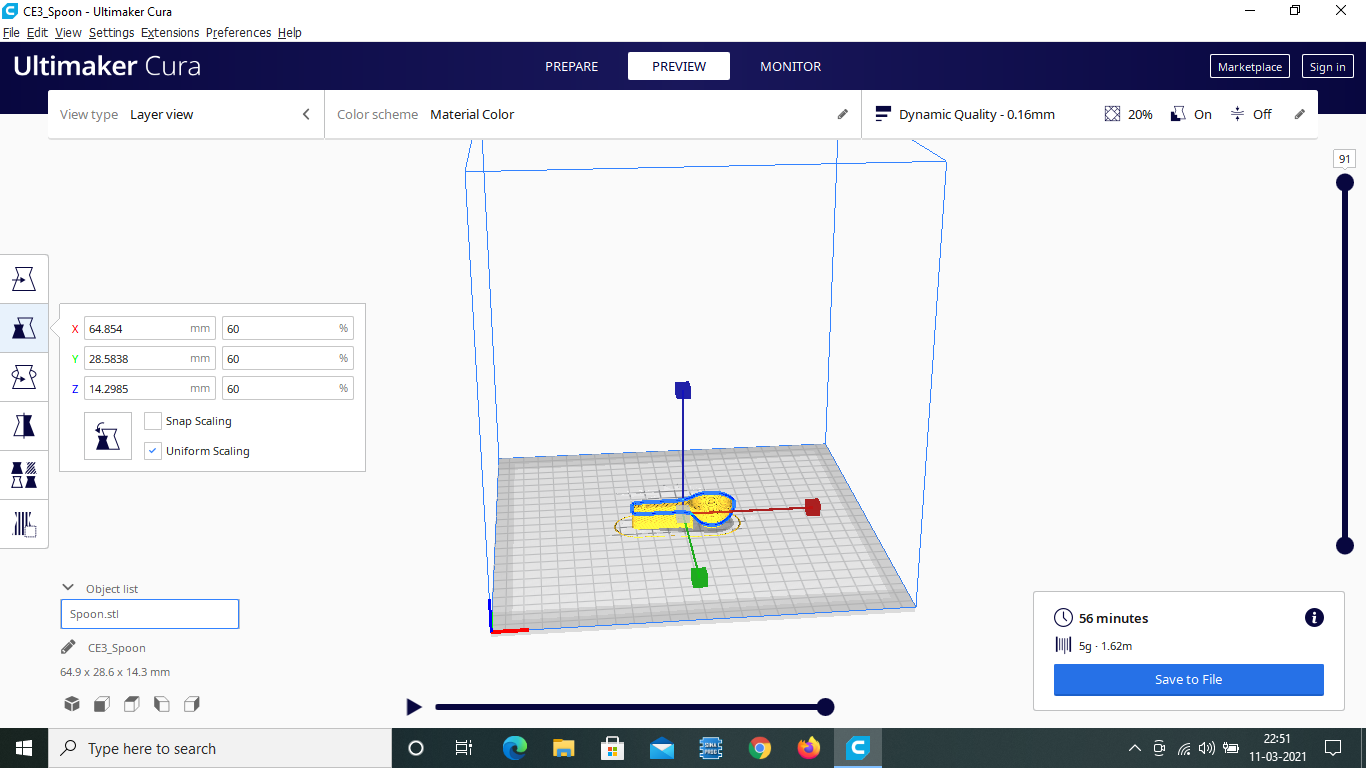 CE3_Spoon - Ultimaker Cura
File Edit View Settings Extensions Preferences Help
Ultimaker Cura
PREPARE PREVIEW MONITOR
Marketplace Sign in
View type Layer view
Color scheme Material Color
Dynamic Quality - 0.16mm 20% On Off
91
X 64.854 mm 60 %
Y 28.5838 mm 60 %
Z 14.2985 mm 60 %
Snap Scaling
Uniform Scaling
Object list
Spoon.stl
CE3_Spoon
64.9 x 28.6 x 14.3 mm
56 minutes
5g · 1.62m
Save to File
Type here to search
22:51
11-03-2021